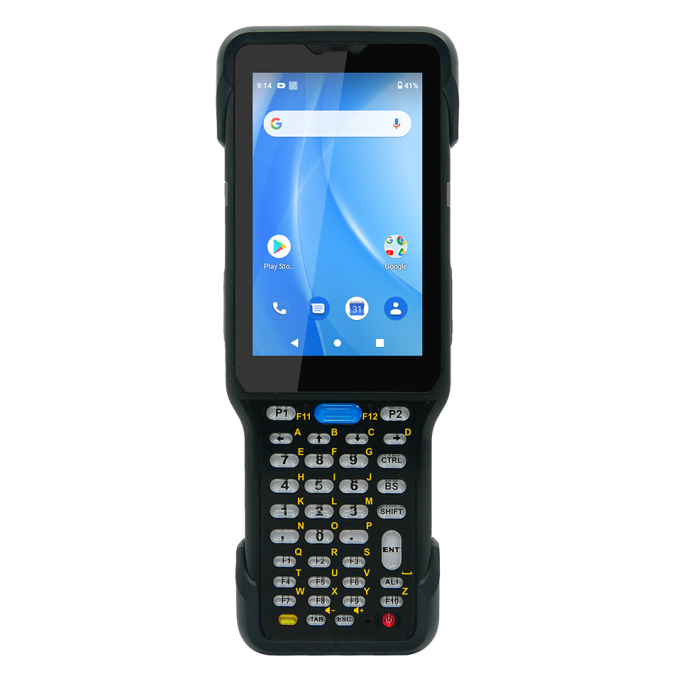 9:14 41%
G
Play Sto... Google
31
P1 F11 F12 P2
A B C D
E F G
7 8 9 CTRL
H I J
4 5 6 BS
K L M
1 2 3 SHIFT
N O P
, 0 . ENT
Q R S
F1 F2 F3
T U V
F4 F5 F6 ALT
W X Y Z
F7 F8 F9 F10
TAB ESC